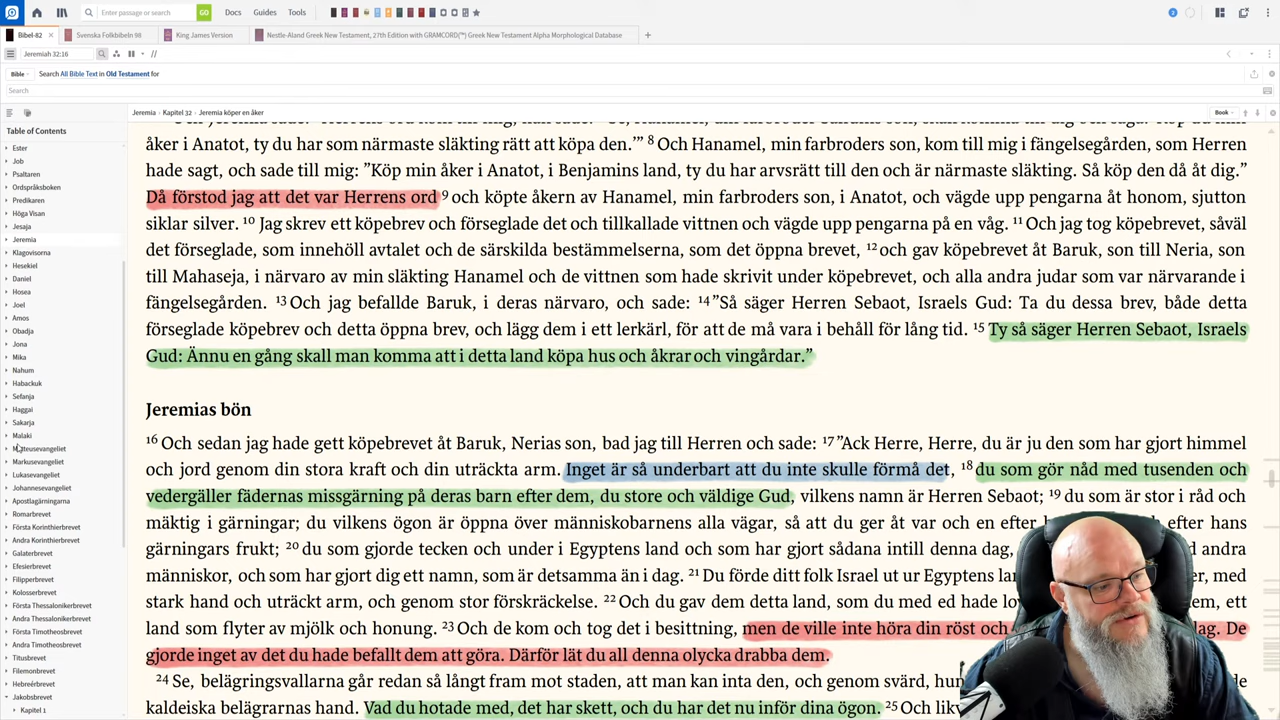 Enter passage or search
GO
Docs
Guides
Tools
2
Bibel-82
Svenska Folkbibeln 98
King James Version
Nestle-Aland Greek New Testament, 27th Edition with GRAMCORD(™) Greek New Testament Alpha Morphological Database
Jeremiah 32:16
Bible
Search All Bible Text in Old Testament for
Search
Jeremia › Kapitel 32 › Jeremia köper en åker
Book
Table of Contents
Ester
Job
Psaltaren
Ordspråksboken
Predikaren
Höga Visan
Jesaja
Jeremia
Klagovisorna
Hesekiel
Daniel
Hosea
Joel
Amos
Obadja
Jona
Mika
Nahum
Habackuk
Sefanja
Haggai
Sakarja
Malaki
Matteusevangeliet
Markusevangeliet
Lukasevangeliet
Johannesevangeliet
Apostlagärningarna
Romarbrevet
Första Korinthierbrevet
Andra Korinthierbrevet
Galaterbrevet
Efesierbrevet
Filipperbrevet
Kolosserbrevet
Första Thessalonikerbrevet
Andra Thessalonikerbrevet
Första Timotheosbrevet
Andra Timotheosbrevet
Titusbrevet
Filemonbrevet
Hebreérbrevet
Jakobsbrevet
Kapitel 1
åker i Anatot, ty du har som närmaste släkting rätt att köpa den.’” 8 Och Hanamel, min farbroders son, kom till mig i fängelsegården, som Herren
hade sagt, och sade till mig: ”Köp min åker i Anatot, i Benjamins land, ty du har arvsrätt till den och är närmaste släkting. Så köp den då åt dig.”
Då förstod jag att det var Herrens ord 9 och köpte åkern av Hanamel, min farbroders son, i Anatot, och vägde upp pengarna åt honom, sjutton
siklar silver. 10 Jag skrev ett köpebrev och förseglade det och tillkallade vittnen och vägde upp pengarna på en våg. 11 Och jag tog köpebrevet, såväl
det förseglade, som innehöll avtalet och de särskilda bestämmelserna, som det öppna brevet, 12 och gav köpebrevet åt Baruk, son till Neria, son
till Mahaseja, i närvaro av min släkting Hanamel och de vittnen som hade skrivit under köpebrevet, och alla andra judar som var närvarande i
fängelsegården. 13 Och jag befallde Baruk, i deras närvaro, och sade: 14 ”Så säger Herren Sebaot, Israels Gud: Ta du dessa brev, både detta
förseglade köpebrev och detta öppna brev, och lägg dem i ett lerkärl, för att de må vara i behåll för lång tid. 15 Ty så säger Herren Sebaot, Israels
Gud: Ännu en gång skall man komma att i detta land köpa hus och åkrar och vingårdar.”
Jeremias bön
16 Och sedan jag hade gett köpebrevet åt Baruk, Nerias son, bad jag till Herren och sade: 17 ”Ack Herre, Herre, du är ju den som har gjort himmel
och jord genom din stora kraft och din uträckta arm. Inget är så underbart att du inte skulle förmå det, 18 du som gör nåd med tusenden och
vedergäller fädernas missgärning på deras barn efter dem, du store och väldige Gud, vilkens namn är Herren Sebaot; 19 du som är stor i råd och
mäktig i gärningar; du vilkens ögon är öppna över människobarnens alla vägar, så att du ger åt var och en efter efter hans
gärningars frukt; 20 du som gjorde tecken och under i Egyptens land och som har gjort sådana intill denna dag, andra
människor, och som har gjort dig ett namn, som är detsamma än i dag. 21 Du förde ditt folk Israel ut ur Egyptens med
stark hand och uträckt arm, och genom stor förskräckelse. 22 Och du gav dem detta land, som du med ed hade ett
land som flyter av mjölk och honung. 23 Och de kom och tog det i besittning, men ville inte höra din röst dag. De
gjorde inget av det du hade befallt dem att göra. Därför lät du all denna olycka drabba dem.
24 Se, belägringsvallarna går redan så långt fram mot staden, att man kan inta den, och genom svärd,
kaldeiska belägrarnas hand. Vad du hotade med, det har skett, och du har det nu inför dina ögon. 25 Och